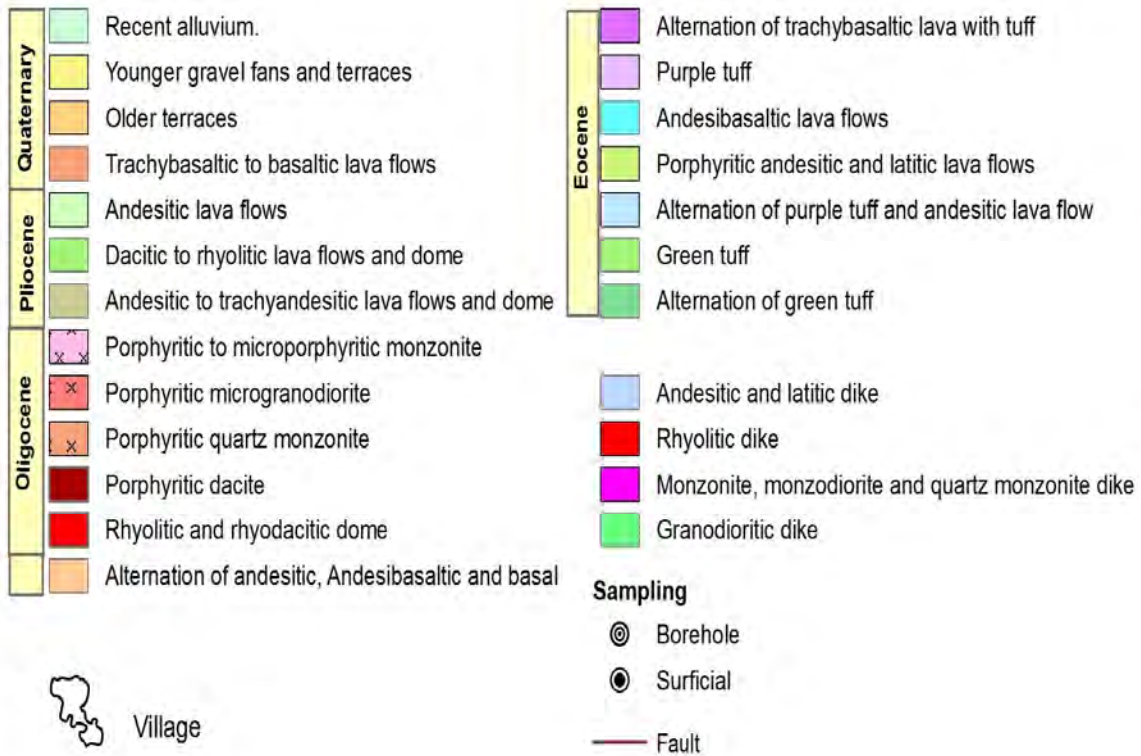 Quaternary
Recent alluvium.
Younger gravel fans and terraces
Older terraces
Trachybasaltic to basaltic lava flows
Pliocene
Andesitic lava flows
Dacitic to rhyolitic lava flows and dome
Andesitic to trachyandesitic lava flows and dome
Oligocene
Porphyritic to microporphyritic monzonite
Porphyritic microgranodiorite
Porphyritic quartz monzonite
Porphyritic dacite
Rhyolitic and rhyodacitic dome
Alternation of andesitic, Andesibasaltic and basal
Village
Eocene
Alternation of trachybasaltic lava with tuff
Purple tuff
Andesibasaltic lava flows
Porphyritic andesitic and latitic lava flows
Alternation of purple tuff and andesitic lava flow
Green tuff
Alternation of green tuff
Andesitic and latitic dike
Rhyolitic dike
Monzonite, monzodiorite and quartz monzonite dike
Granodioritic dike
Sampling
Borehole
Surficial
Fault